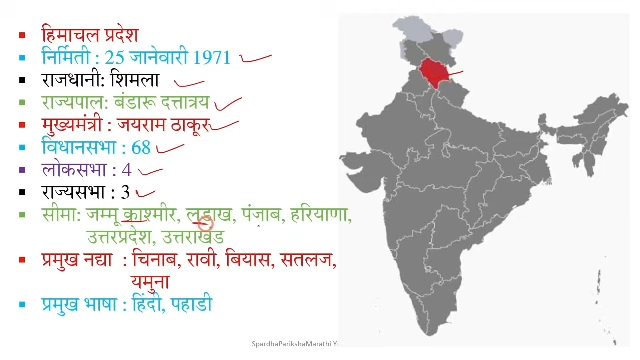 हिमाचल प्रदेश
निर्मिती : 25 जानेवारी 1971
राजधानी: शिमला
राज्यपाल: बंडारू दत्तात्रय
मुख्यमंत्री : जयराम ठाकूर
विधानसभा : 68
लोकसभा : 4
राज्यसभा : 3
सीमा: जम्मू काश्मीर, लडाख, पंजाब, हरियाणा,
उत्तरप्रदेश, उत्तराखंड
प्रमुख नद्या : चिनाब, रावी, बियास, सतलज,
यमुना
प्रमुख भाषा : हिंदी, पहाडी
SpardhaParikshaMarathi Y